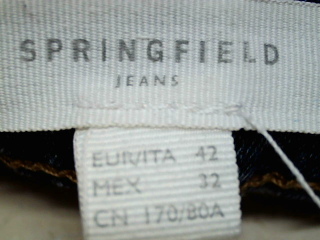 SPRINGFIELD
JEANS
EUR/ITA 42
MEX 32
CN 170/80A